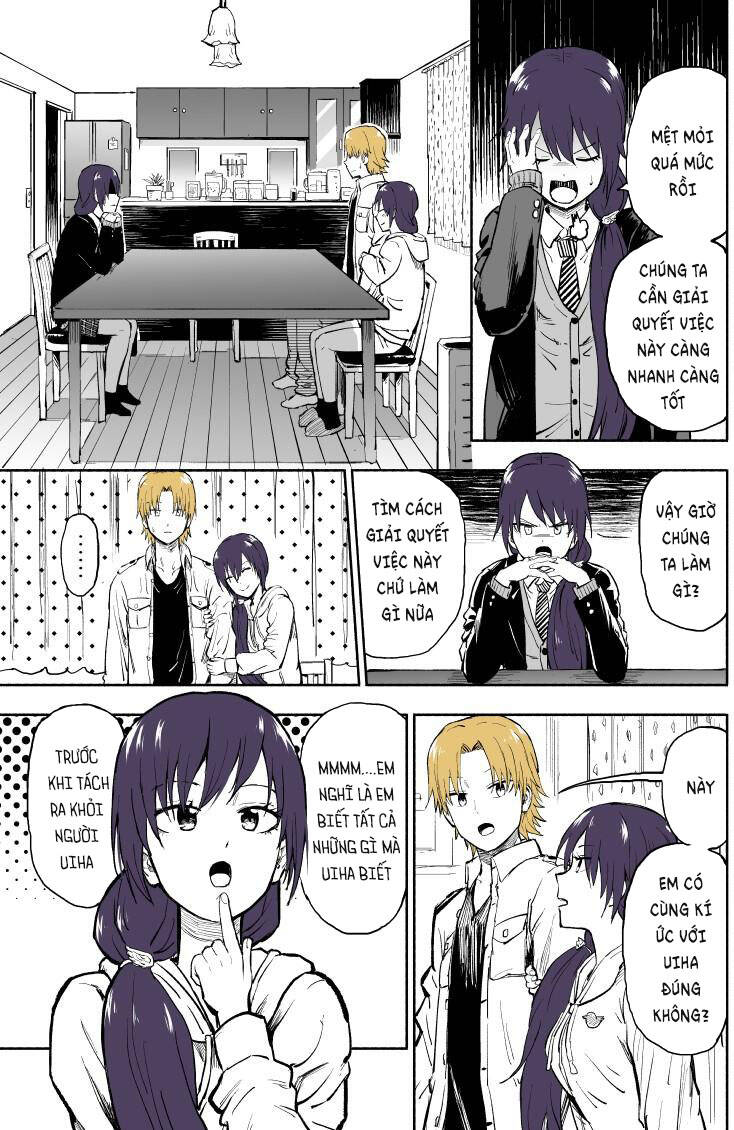 MỆT MỎI
QUÁ MỨC
RỒI
CHÚNG TA
CẦN GIẢI
QUYẾT VIỆC
NÀY CÀNG
NHANH CÀNG
TỐT
VẬY GIỜ
CHÚNG
TA LÀM
GÌ?
TÌM CÁCH
GIẢI QUYẾT
VIỆC NÀY
CHỨ LÀM
GÌ NỮA
......
NÀY
EM CÓ
CÙNG KÍ
ỨC VỚI
UIHA
ĐÚNG
KHÔNG?
MMMM....EM
NGHĨ LÀ EM
BIẾT TẤT CẢ
NHỮNG GÌ MÀ
UIHA BIẾT
TRƯỚC
KHI TÁCH
RA KHỎI
NGƯỜI
UIHA